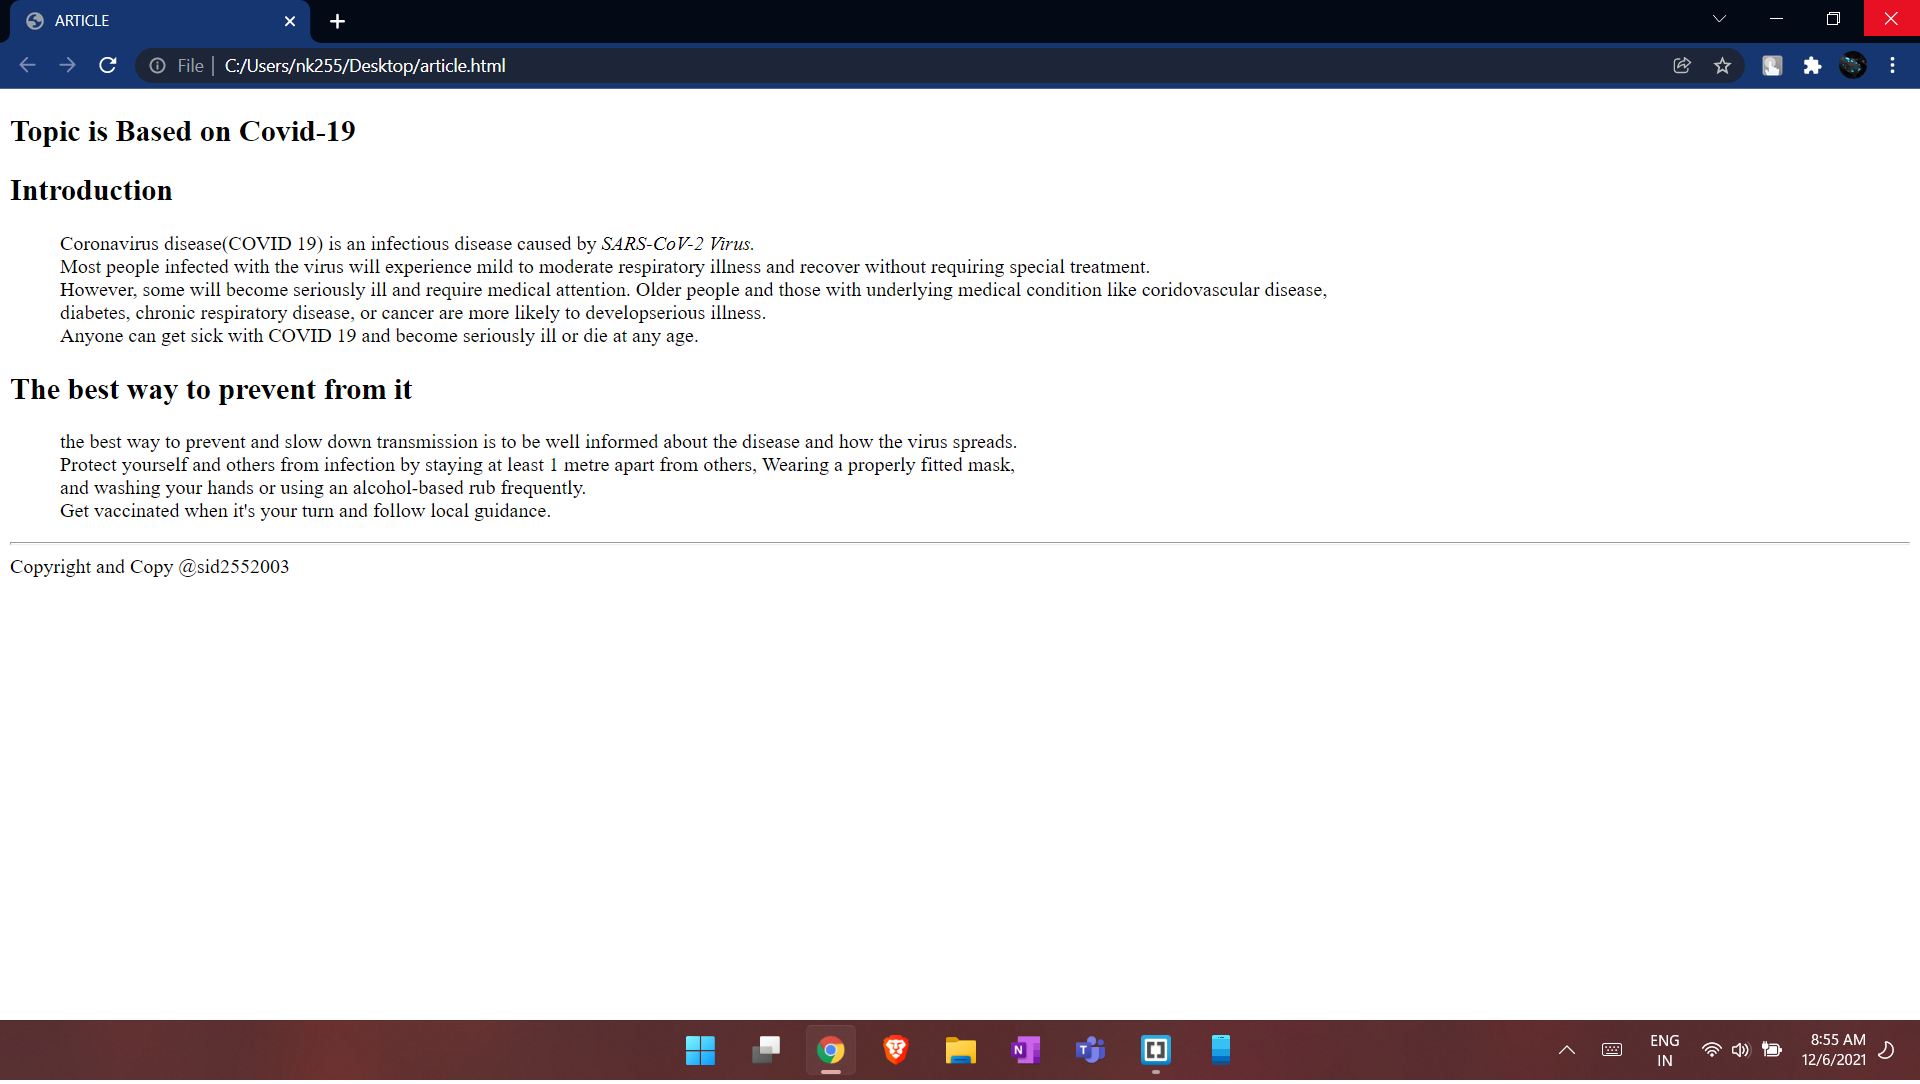 ARTICLE
File | C:/Users/nk255/Desktop/article.html
Topic is Based on Covid-19
Introduction
Coronavirus disease(COVID 19) is an infectious disease caused by SARS-CoV-2 Virus.
Most people infected with the virus will experience mild to moderate respiratory illness and recover without requiring special treatment.
However, some will become seriously ill and require medical attention. Older people and those with underlying medical condition like coridovascular disease,
diabetes, chronic respiratory disease, or cancer are more likely to developserious illness.
Anyone can get sick with COVID 19 and become seriously ill or die at any age.
The best way to prevent from it
the best way to prevent and slow down transmission is to be well informed about the disease and how the virus spreads.
Protect yourself and others from infection by staying at least 1 metre apart from others, Wearing a properly fitted mask,
and washing your hands or using an alcohol-based rub frequently.
Get vaccinated when it's your turn and follow local guidance.
Copyright and Copy @sid2552003
N
T
ENG
IN
8:55 AM
12/6/2021